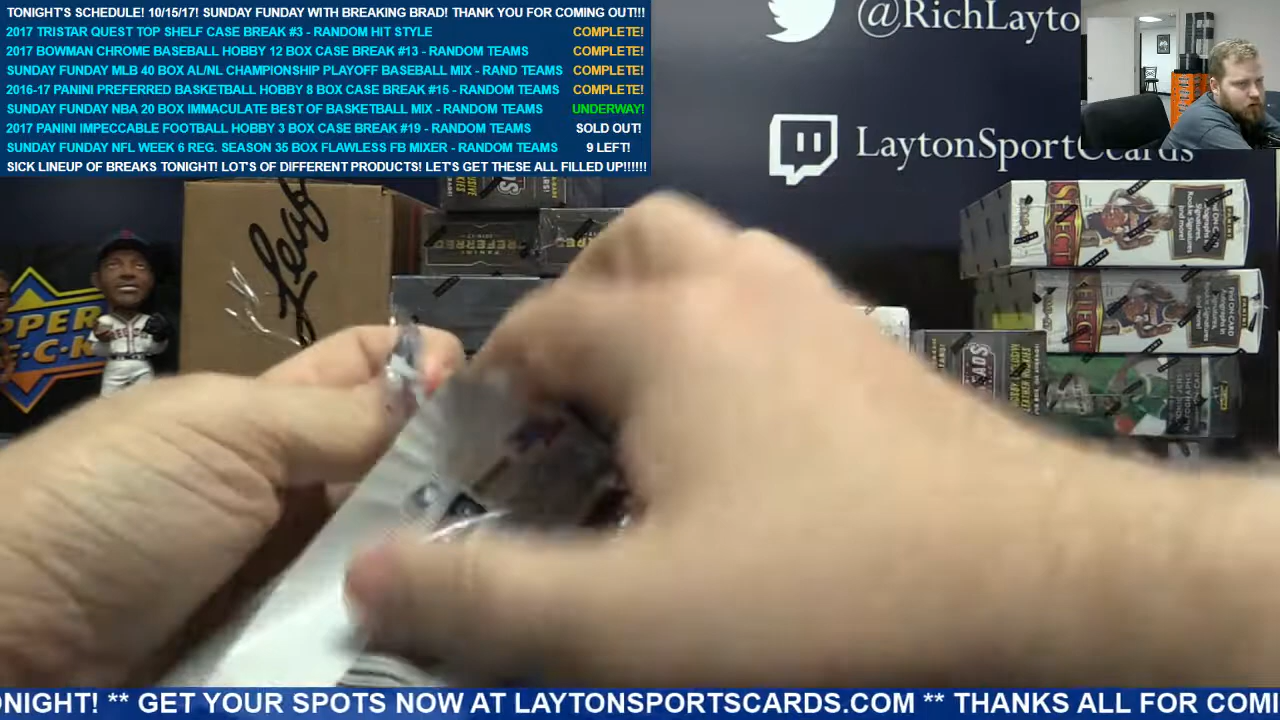 TONIGHT'S SCHEDULE! 10/15/17! SUNDAY FUNDAY WITH BREAKING BRAD! THANK YOU FOR COMING OUT!!!
2017 TRISTAR QUEST TOP SHELF CASE BREAK #3 - RANDOM HIT STYLE COMPLETE!
2017 BOWMAN CHROME BASEBALL HOBBY 12 BOX CASE BREAK #13 - RANDOM TEAMS COMPLETE!
SUNDAY FUNDAY MLB 40 BOX AL/NL CHAMPIONSHIP PLAYOFF BASEBALL MIX - RAND TEAMS COMPLETE!
2016-17 PANINI PREFERRED BASKETBALL HOBBY 8 BOX CASE BREAK #15 - RANDOM TEAMS COMPLETE!
SUNDAY FUNDAY NBA 20 BOX IMMACULATE BEST OF BASKETBALL MIX - RANDOM TEAMS UNDERWAY!
2017 PANINI IMPECCABLE FOOTBALL HOBBY 3 BOX CASE BREAK #19 - RANDOM TEAMS SOLD OUT!
SUNDAY FUNDAY NFL WEEK 6 REG. SEASON 35 BOX FLAWLESS FB MIXER - RANDOM TEAMS 9 LEFT!
SICK LINEUP OF BREAKS TONIGHT! LOT'S OF DIFFERENT PRODUCTS! LET'S GET THESE ALL FILLED UP!!!!!!
@RichLayto
LaytonSportCcards
Leaf
SELECT
SELECT
PANINI
PPER
ECK
ONIGHT! ** GET YOUR SPOTS NOW AT LAYTONSPORTSCARDS.COM ** THANKS ALL FOR COMI